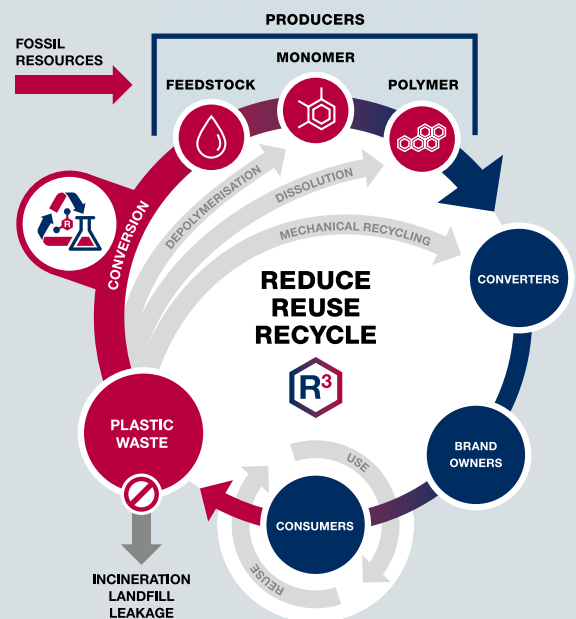 PRODUCERS
FOSSIL
RESOURCES
MONOMER
FEEDSTOCK
POLYMER
R
CONVERSION
DEPOLYMERISATION
DISSOLUTION
MECHANICAL RECYCLING
CONVERTERS
REDUCE
REUSE
RECYCLE
R³
PLASTIC
WASTE
BRAND
OWNERS
USE
CONSUMERS
REUSE
INCINERATION
LANDFILL
LEAKAGE